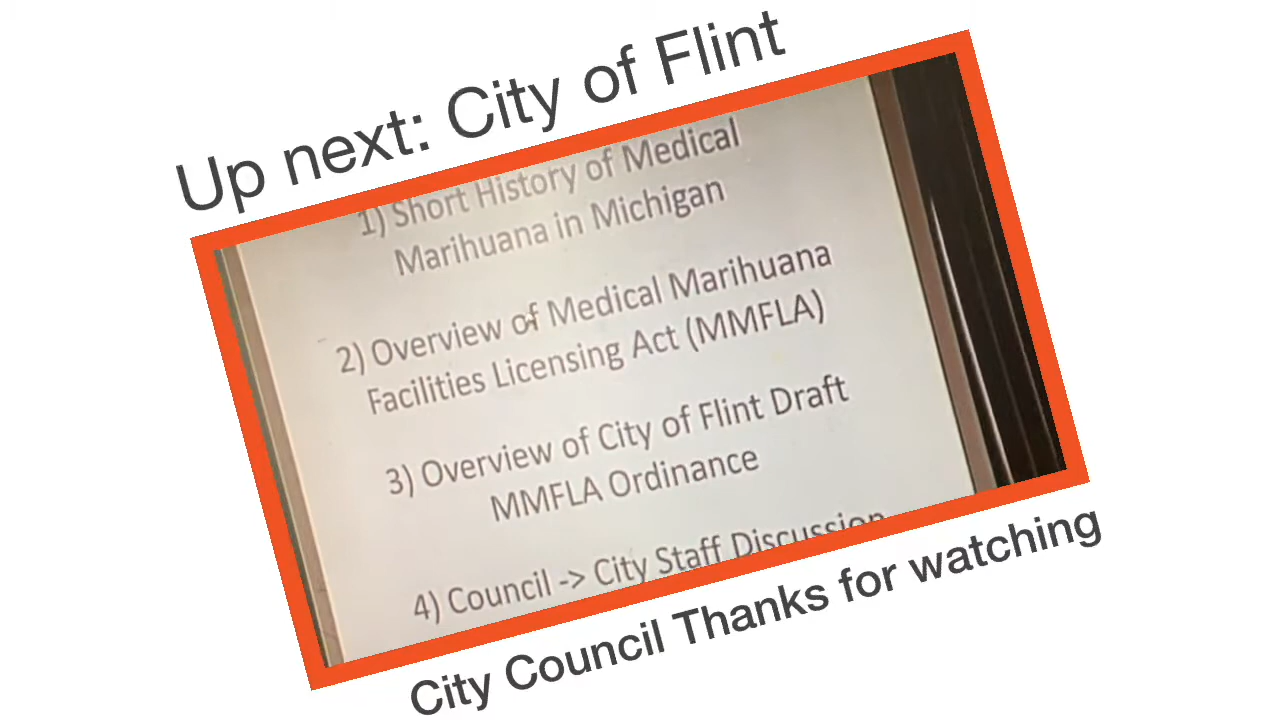 Up next: City of Flint
1) Short History of Medical
Marihuana in Michigan
2) Overview of Medical Marihuana
Facilities Licensing Act (MMFLA)
3) Overview of City of Flint Draft
MMFLA Ordinance
4) Council -> City Staff Discussion
City Council Thanks for watching